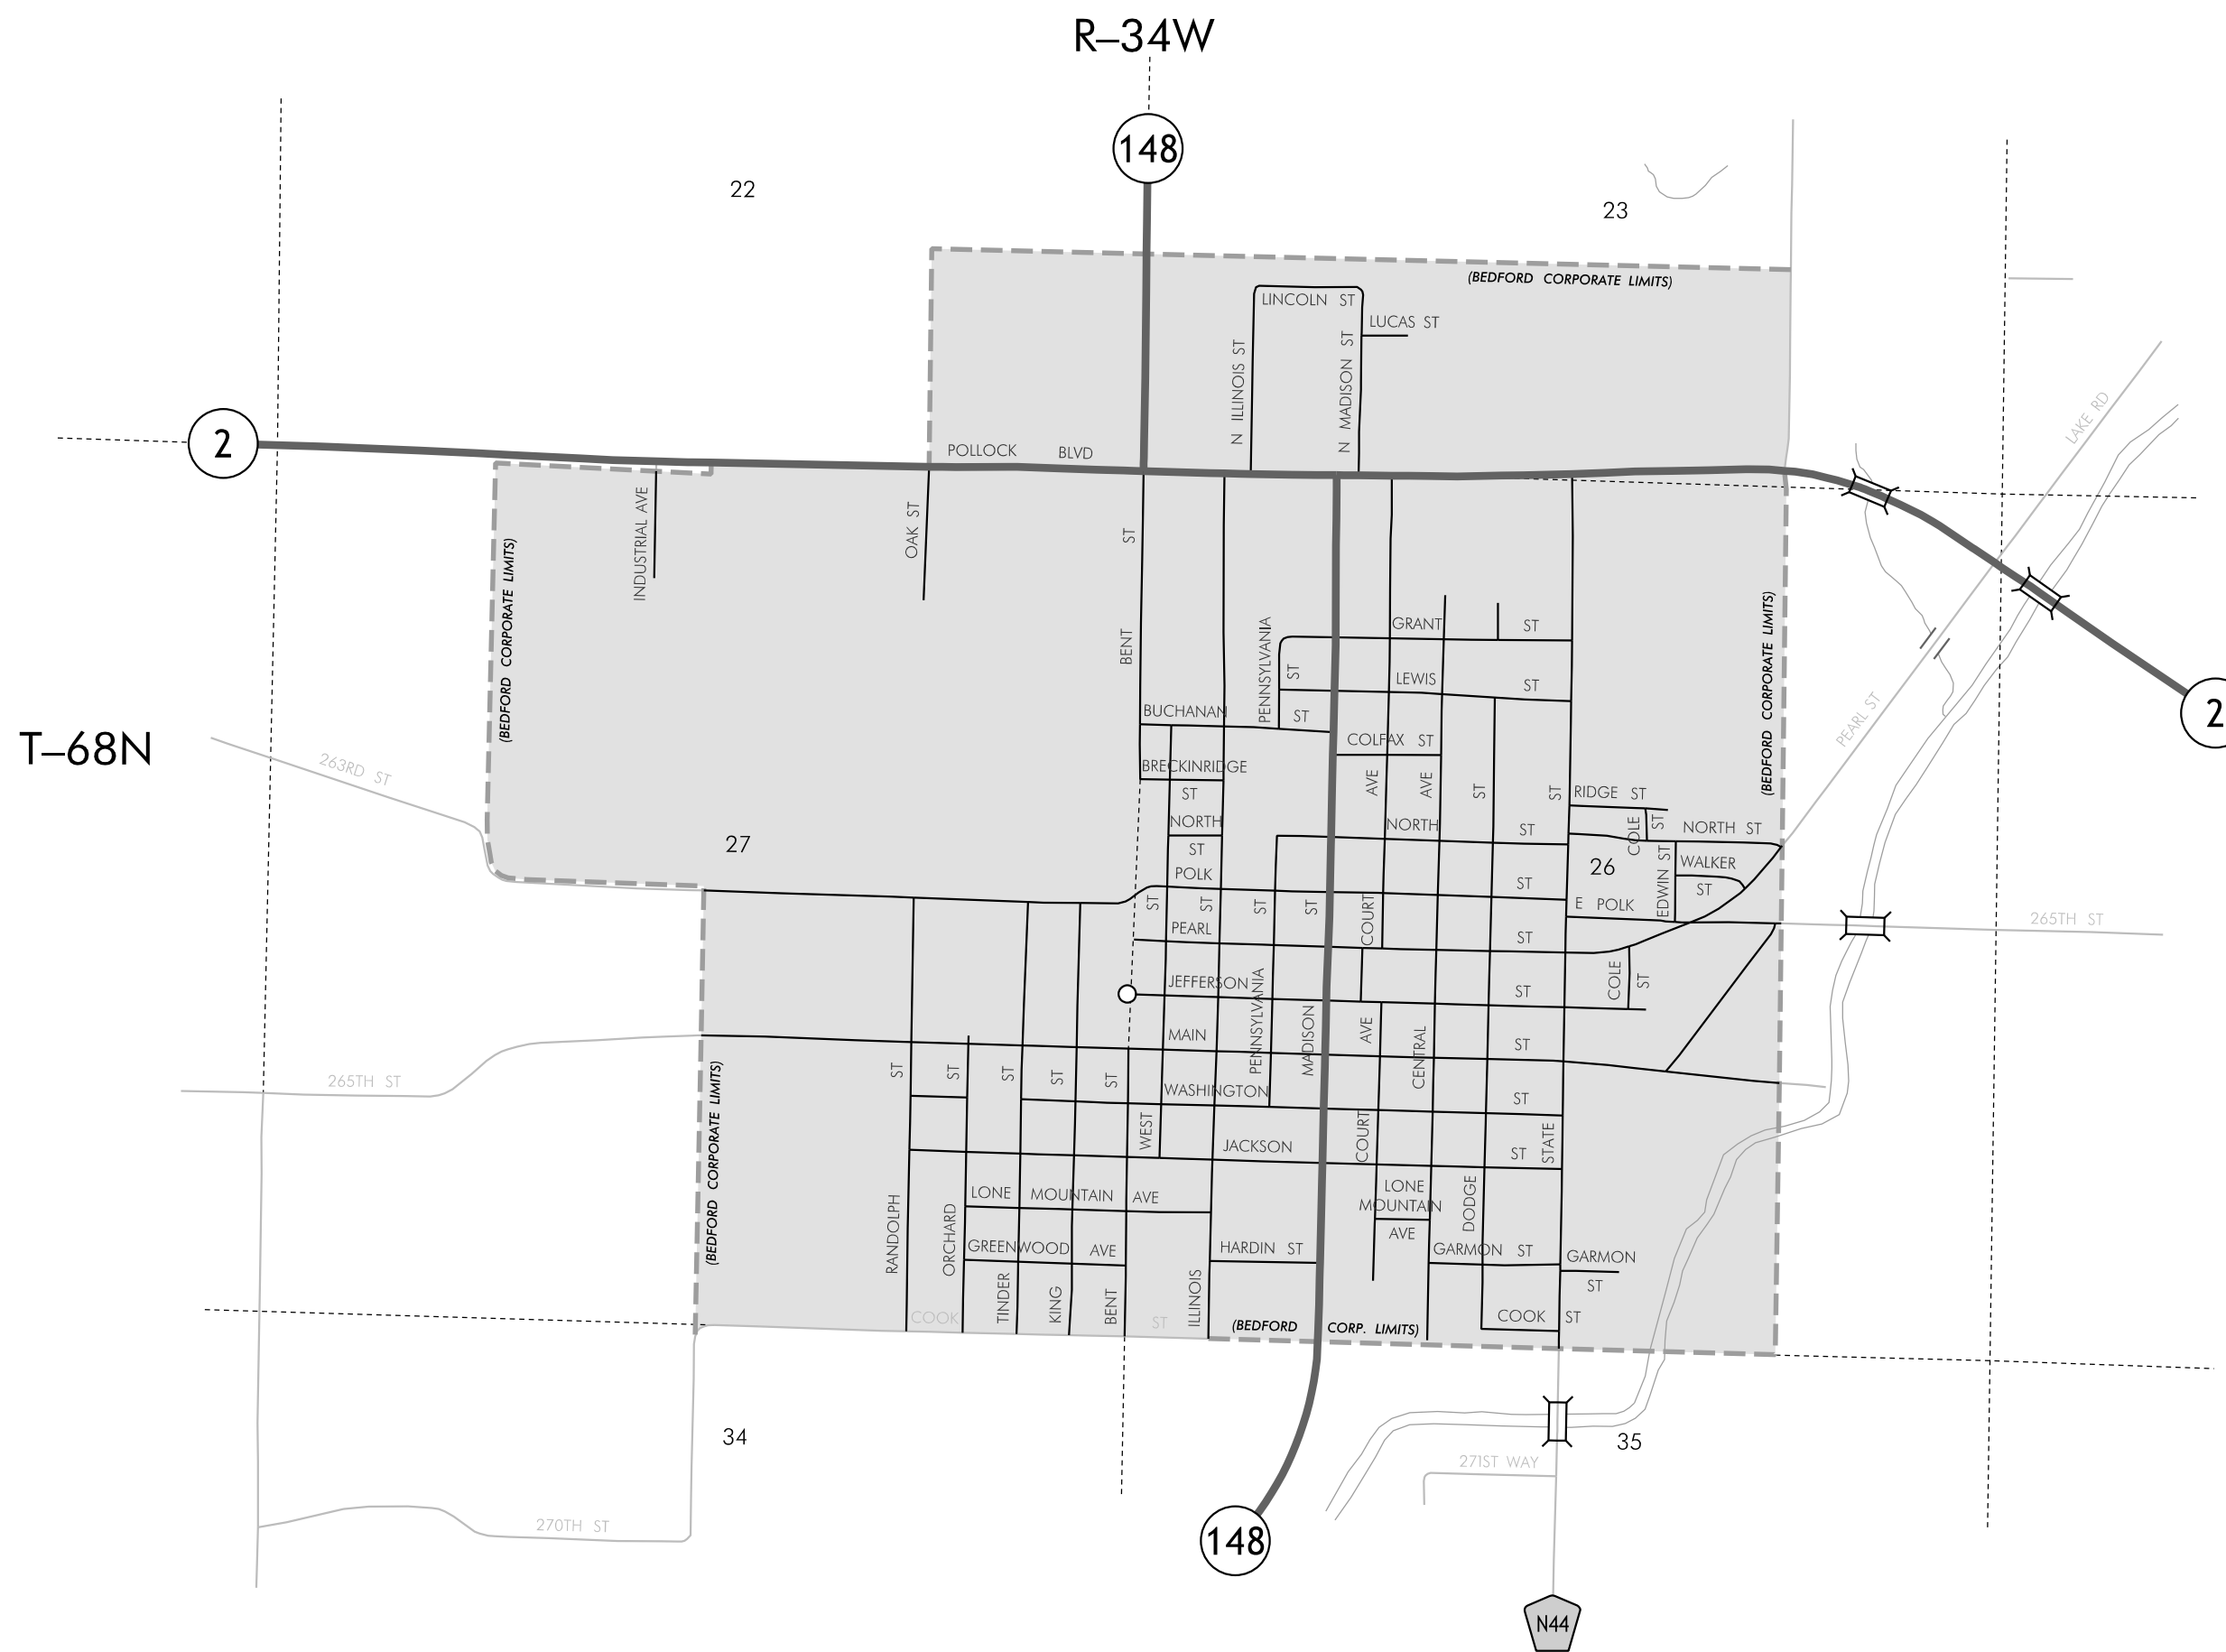 R–34W
148
22
23
(BEDFORD CORPORATE LIMITS)
LINCOLN ST
LUCAS ST
N ILLINOIS ST
N MADISON ST
LAKE RD
2
POLLOCK BLVD
INDUSTRIAL AVE
OAK ST
BENT ST
(BEDFORD CORPORATE LIMITS)
(BEDFORD CORPORATE LIMITS)
PENNSYLVANIA ST
GRANT ST
LEWIS ST
BUCHANAN ST
2
PEARL ST
T–68N
263RD ST
COLFAX ST
BRECKINRIDGE
ST
AVE
AVE
ST
ST
RIDGE ST
COLE ST
NORTH
ST
NORTH ST
NORTH ST
27
26
WALKER
ST
EDWIN ST
POLK ST
E POLK
ST
ST
ST
ST
COURT
265TH ST
PEARL ST
JEFFERSON ST
COLE ST
PENNSYLVANIA
MADISON
AVE
CENTRAL
MAIN ST
265TH ST
ST
ST
ST
ST
ST
WASHINGTON ST
(BEDFORD CORPORATE LIMITS)
WEST
COURT
STATE
JACKSON ST
LONE MOUNTAIN AVE
LONE
MOUNTAIN
AVE
DODGE
RANDOLPH
ORCHARD
GREENWOOD AVE
HARDIN ST
GARMON ST
GARMON
ST
TINDER
KING
BENT
ILLINOIS
COOK ST
COOK ST
(BEDFORD CORP. LIMITS)
34
35
271ST WAY
270TH ST
148
N44